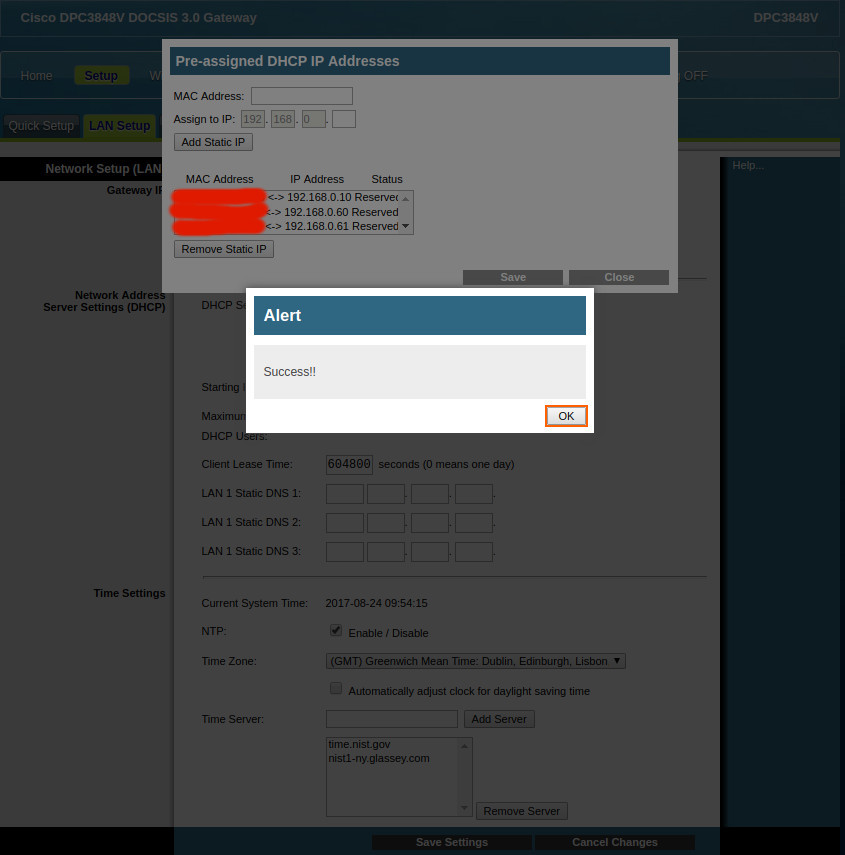 Cisco DPC3848V DOCSIS 3.0 Gateway DPC3848V
Pre-assigned DHCP IP Addresses
Home Setup W OFF
MAC Address:
Assign to IP: 192. 168. 0.
Quick Setup LAN Setup
Add Static IP
Network Setup (LAN
Help...
MAC Address IP Address Status
Gateway IP
<-> 192.168.0.10 Reserved
<-> 192.168.0.60 Reserved
<-> 192.168.0.61 Reserved
Remove Static IP
Save Close
Network Address
Server Settings (DHCP)
DHCP Se
Alert
Success!!
OK
Starting I
Maximum
DHCP Users:
Client Lease Time: 604800 seconds (0 means one day)
LAN 1 Static DNS 1: . . .
LAN 1 Static DNS 2: . . .
LAN 1 Static DNS 3: . . .
Time Settings
Current System Time: 2017-08-24 09:54:15
NTP: Enable / Disable
Time Zone: (GMT) Greenwich Mean Time: Dublin, Edinburgh, Lisbon
Automatically adjust clock for daylight saving time
Time Server: Add Server
time.nist.gov
nist1-ny.glassey.com
Remove Server
Save Settings Cancel Changes